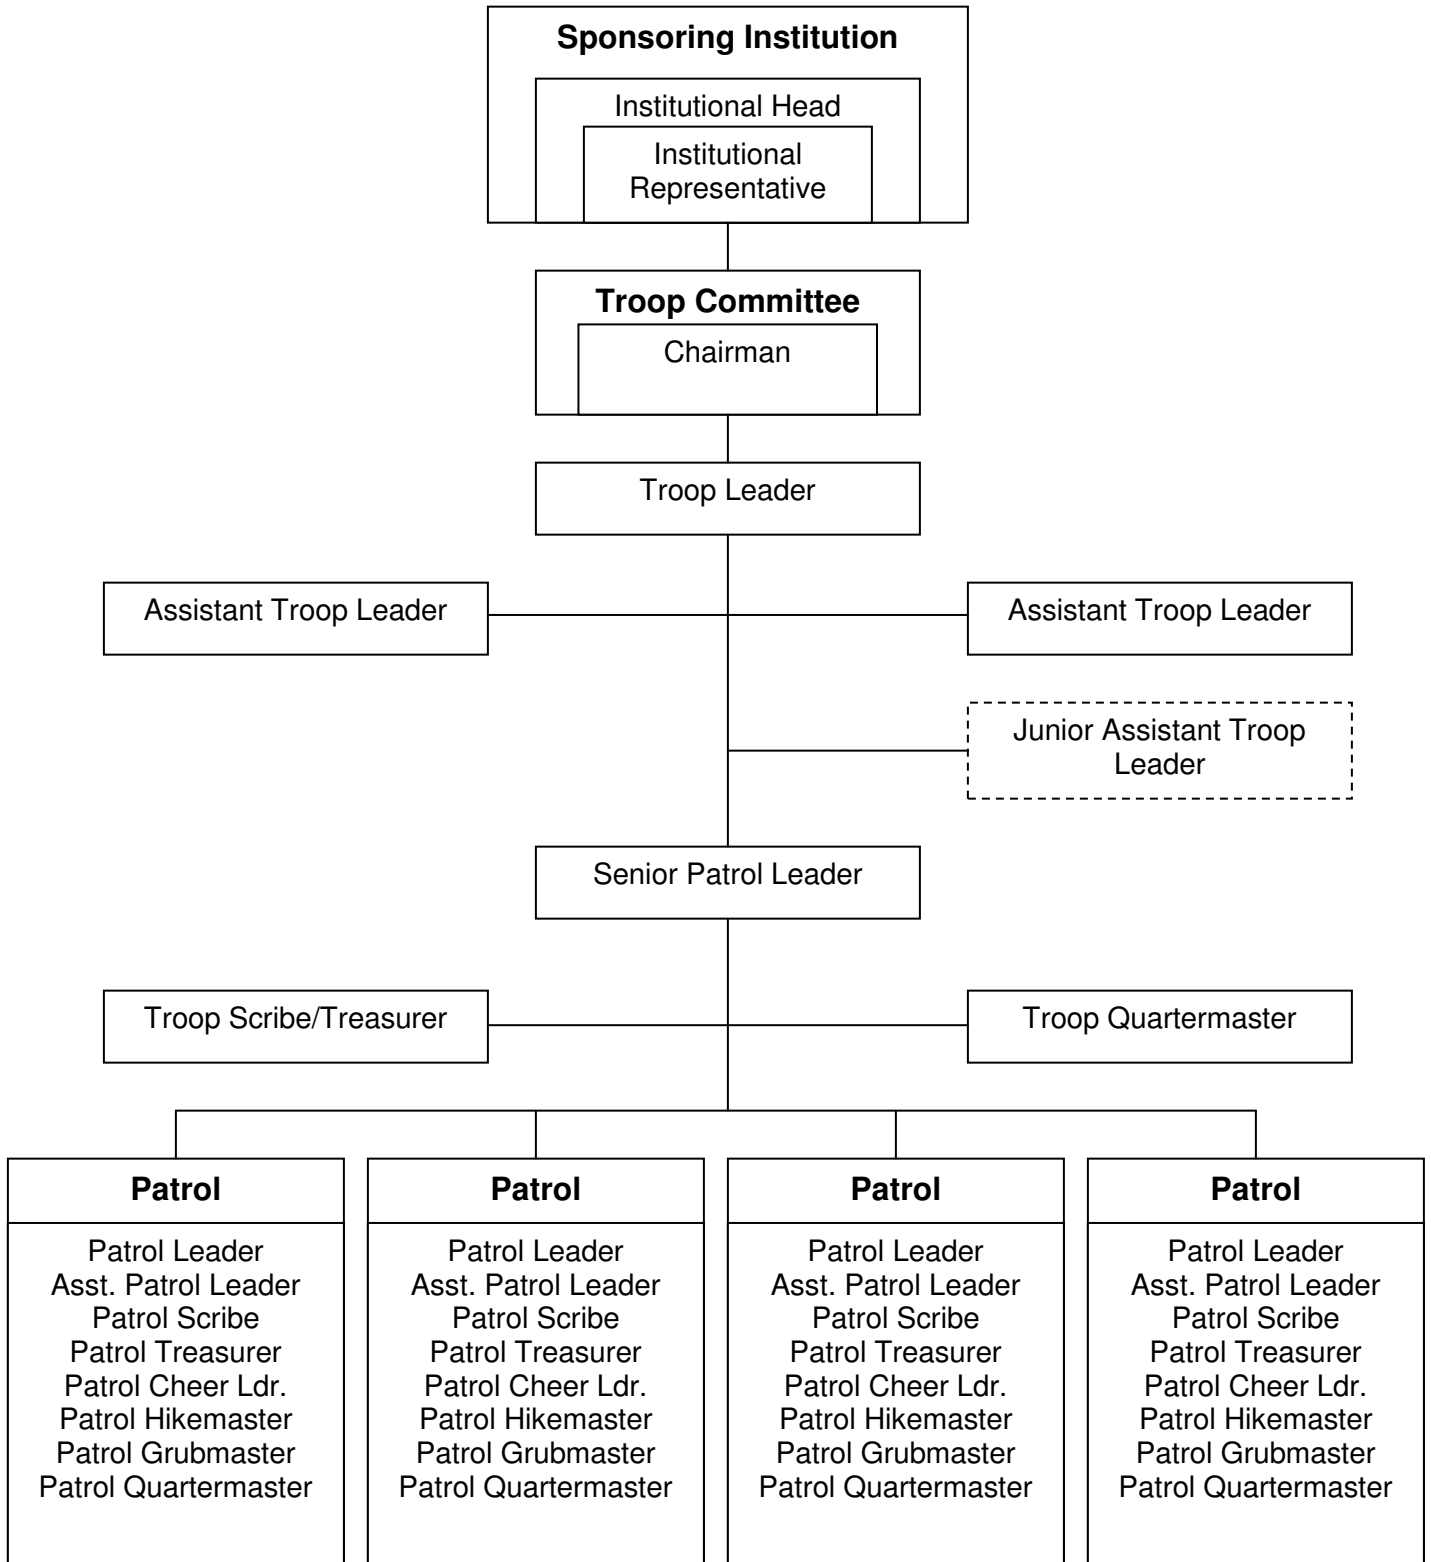 Sponsoring Institution
Institutional Head
Institutional
Representative
Troop Committee
Chairman
Troop Leader
Assistant Troop Leader
Assistant Troop Leader
Junior Assistant Troop
Leader
Senior Patrol Leader
Troop Scribe/Treasurer
Troop Quartermaster
Patrol
Patrol Leader
Asst. Patrol Leader
Patrol Scribe
Patrol Treasurer
Patrol Cheer Ldr.
Patrol Hikemaster
Patrol Grubmaster
Patrol Quartermaster
Patrol
Patrol Leader
Asst. Patrol Leader
Patrol Scribe
Patrol Treasurer
Patrol Cheer Ldr.
Patrol Hikemaster
Patrol Grubmaster
Patrol Quartermaster
Patrol
Patrol Leader
Asst. Patrol Leader
Patrol Scribe
Patrol Treasurer
Patrol Cheer Ldr.
Patrol Hikemaster
Patrol Grubmaster
Patrol Quartermaster
Patrol
Patrol Leader
Asst. Patrol Leader
Patrol Scribe
Patrol Treasurer
Patrol Cheer Ldr.
Patrol Hikemaster
Patrol Grubmaster
Patrol Quartermaster